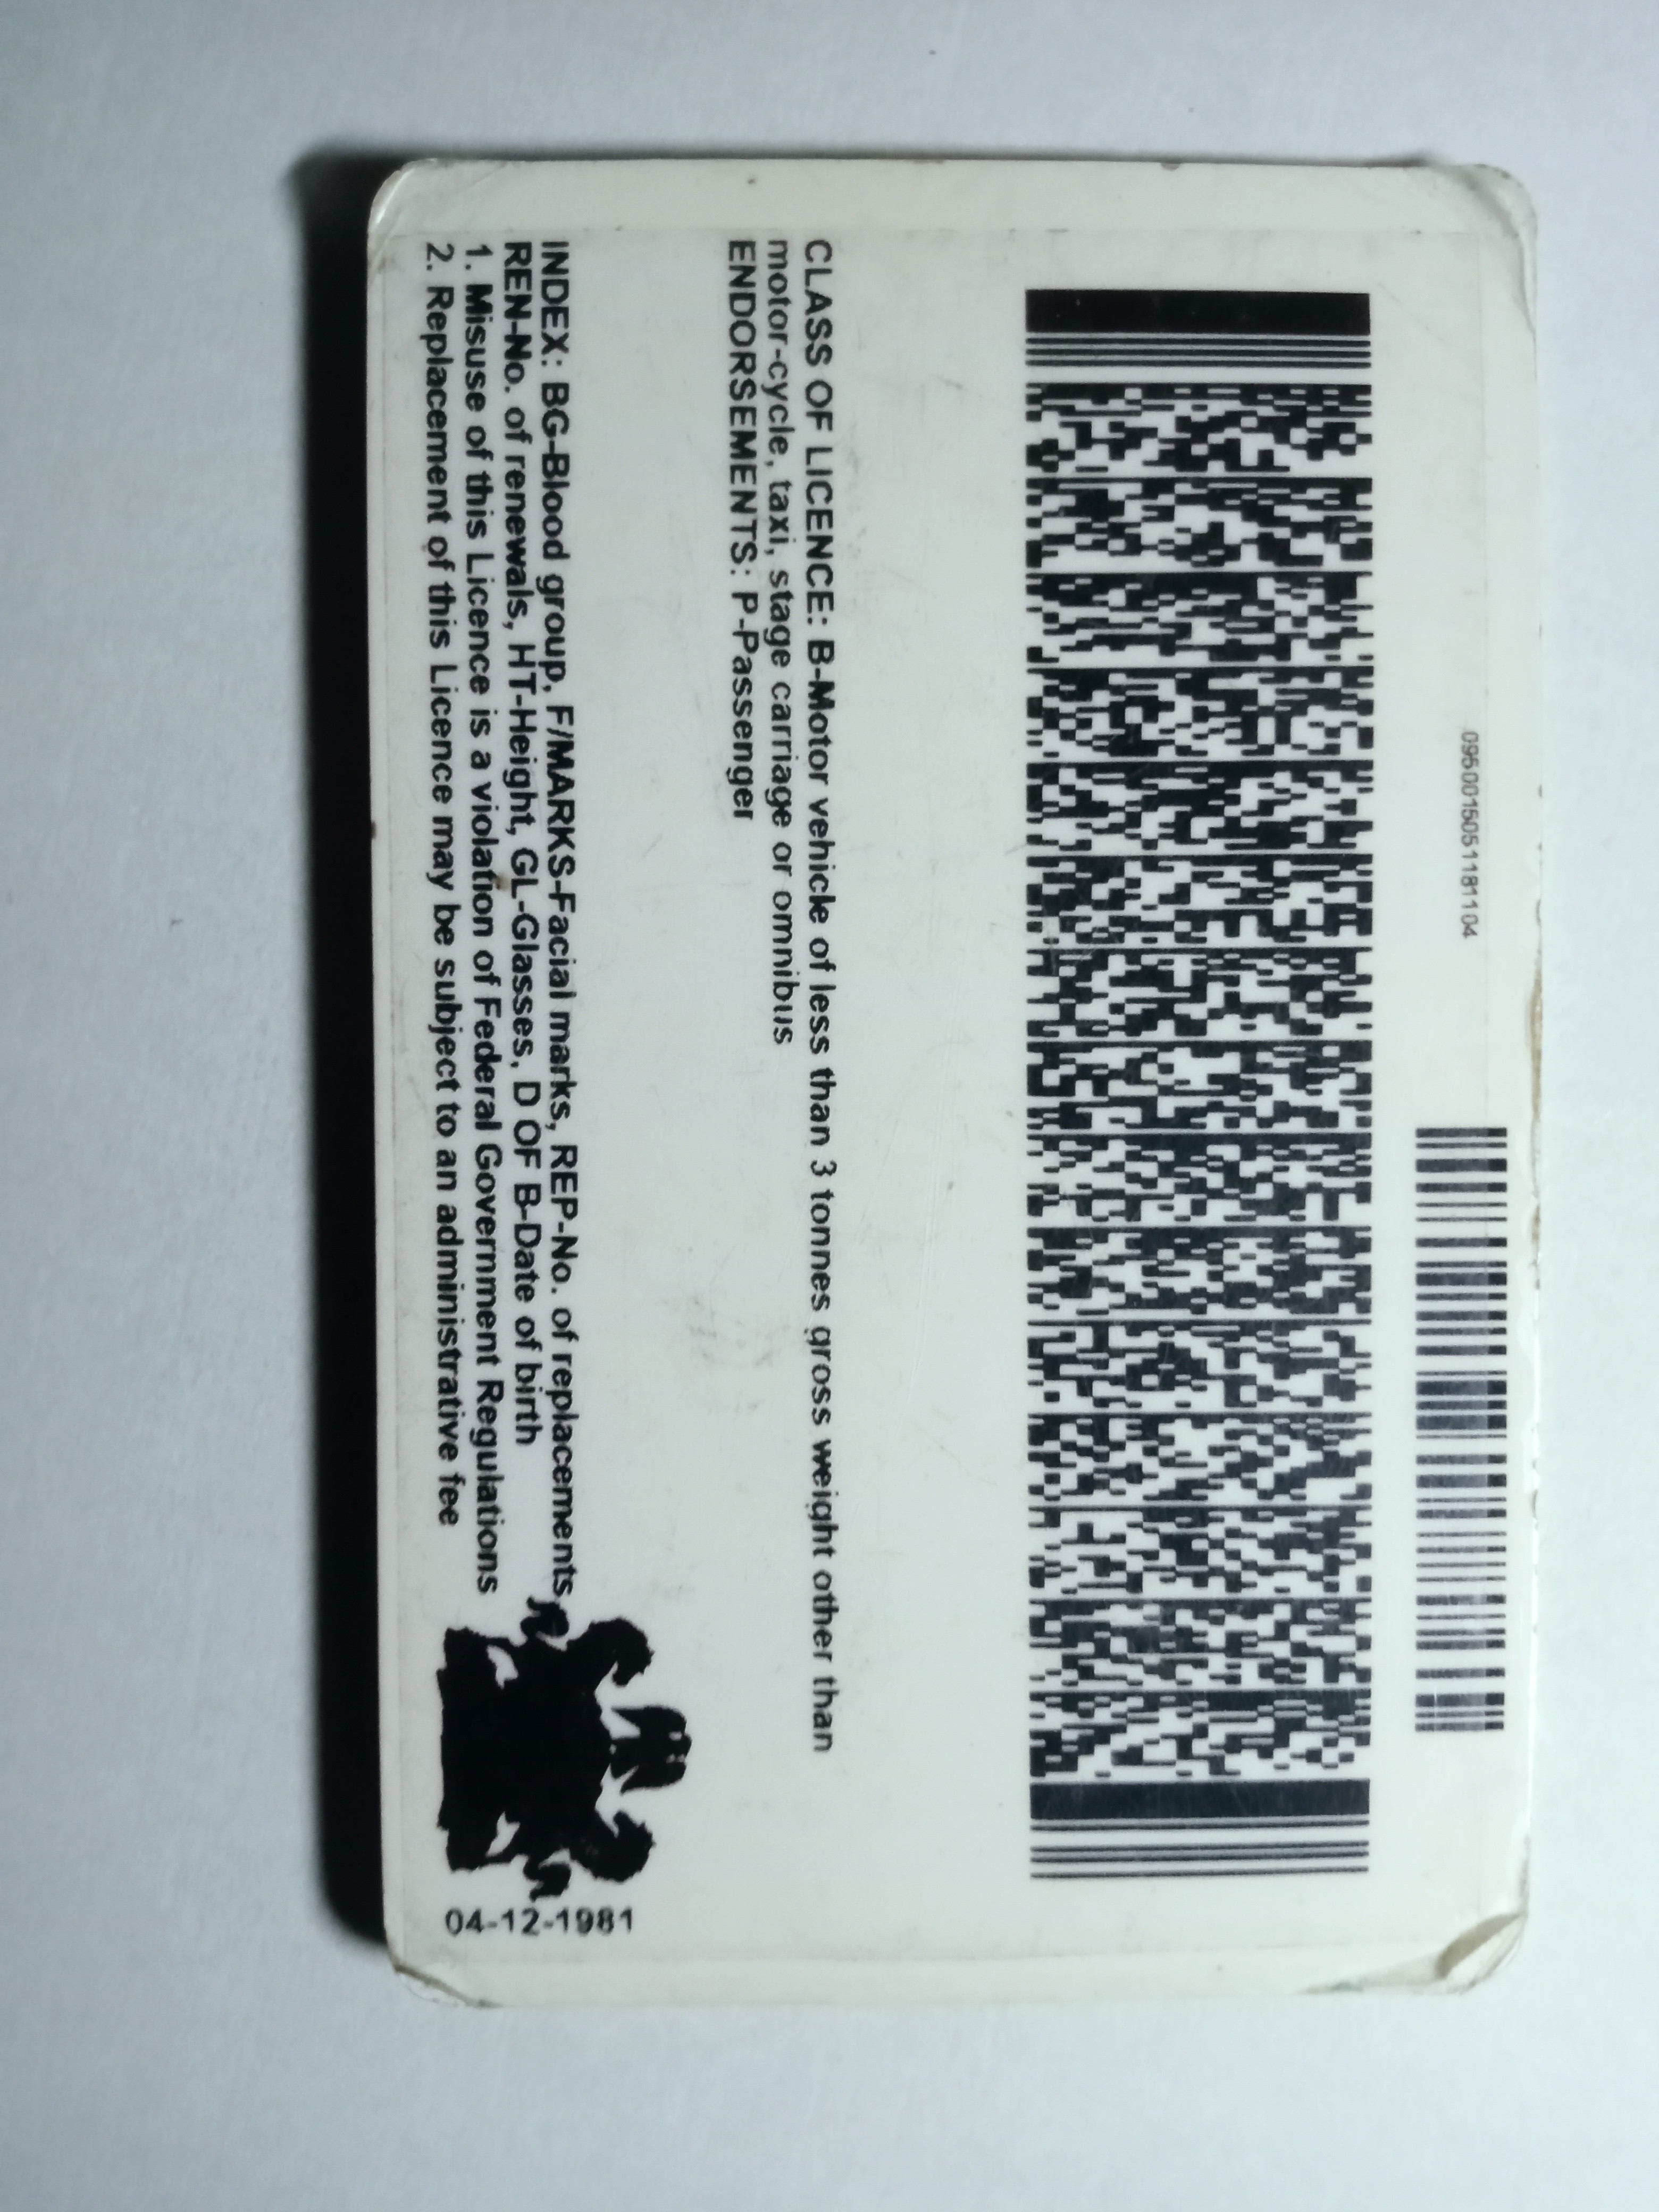 0950015051181104
CLASS OF LICENCE: B-Motor vehicle of less than 3 tonnes gross weight other than
motor-cycle, taxi, stage carriage or omnibus
ENDORSEMENTS: P-Passenger
INDEX: BG-Blood group, F/MARKS-Facial marks, REP-No. of replacements,
REN-No. of renewals, HT-Height, GL-Glasses, D OF B-Date of birth
1. Misuse of this Licence is a violation of Federal Government Regulations
2. Replacement of this Licence may be subject to an administrative fee
04-12-1981